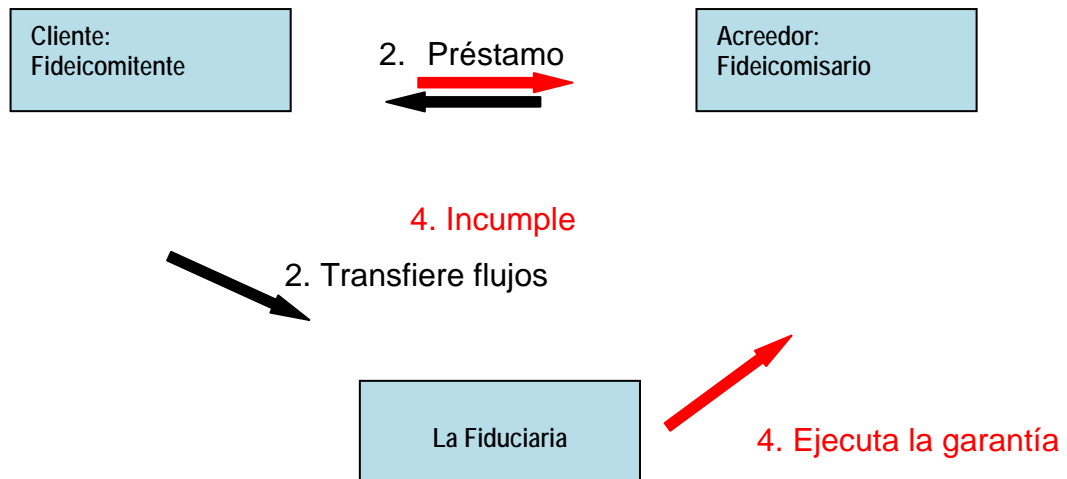 Cliente:
Fideicomitente
2. Préstamo
Acreedor:
Fideicomisario
4. Incumple
2. Transfiere flujos
La Fiduciaria
4. Ejecuta la garantía